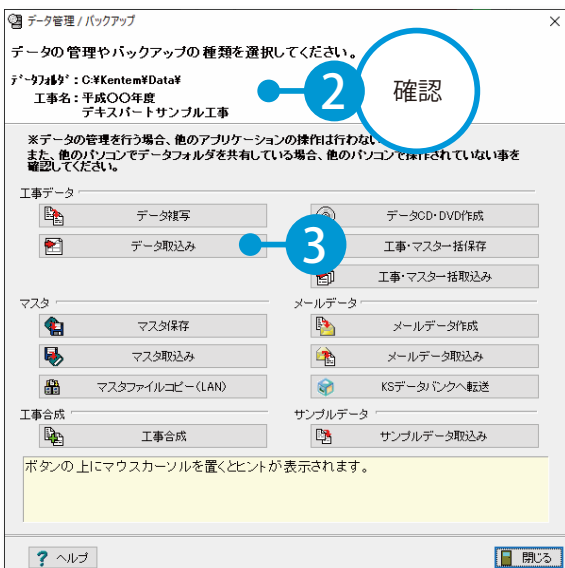 データ管理 / バックアップ
データの管理やバックアップの種類を選択してください。
データフォルダ：C:¥Kentem¥Data¥
工事名：平成〇〇年度
デキスパートサンプル工事
2
確認
※データの管理を行う場合、他のアプリケーションの操作は行わない
また、他のパソコンでデータフォルダを共有している場合、他のパソコンで操作されていない事を
確認してください。
工事データ
データ複写
データCD・DVD作成
データ取込み
3
工事・マスター括保存
工事・マスター括取込み
マスタ
メールデータ
マスタ保存
メールデータ作成
マスタ取込み
メールデータ取込み
マスタファイルコピー(LAN)
KSデータバンクへ転送
工事合成
サンプルデータ
工事合成
サンプルデータ取込み
ボタンの上にマウスカーソルを置くとヒントが表示されます。
? ヘルプ
閉じる